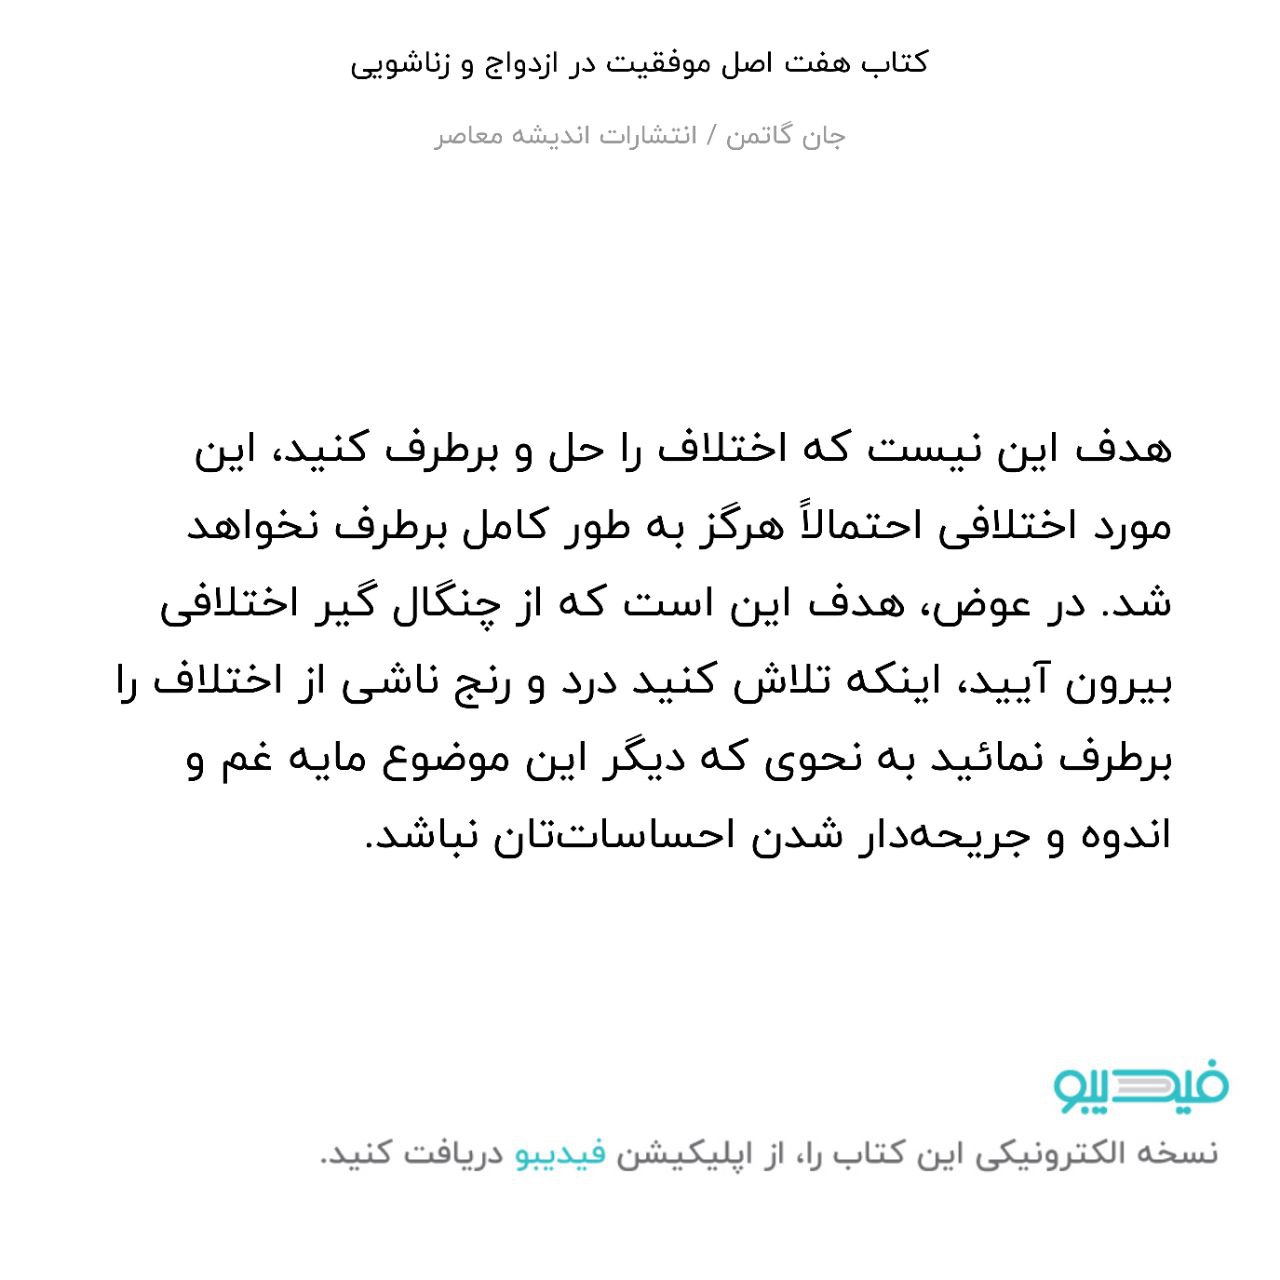 کتاب هفت اصل موفقیت در ازدواج و زناشویی
جان گاتمن / انتشارات اندیشه معاصر
هدف این نیست که اختلاف را حل و برطرف کنید، این
مورد اختلافی احتمالاً هرگز به طور کامل برطرف نخواهد
شد. در عوض، هدف این است که از چنگال گیر اختلافی
بیرون آیید، اینکه تلاش کنید درد و رنج ناشی از اختلاف را
برطرف نمائید به نحوی که دیگر این موضوع مایه غم و
اندوه و جریحه‌دار شدن احساسات‌تان نباشد.
فیدیبو
نسخه الکترونیکی این کتاب را، از اپلیکیشن فیدیبو دریافت کنید.